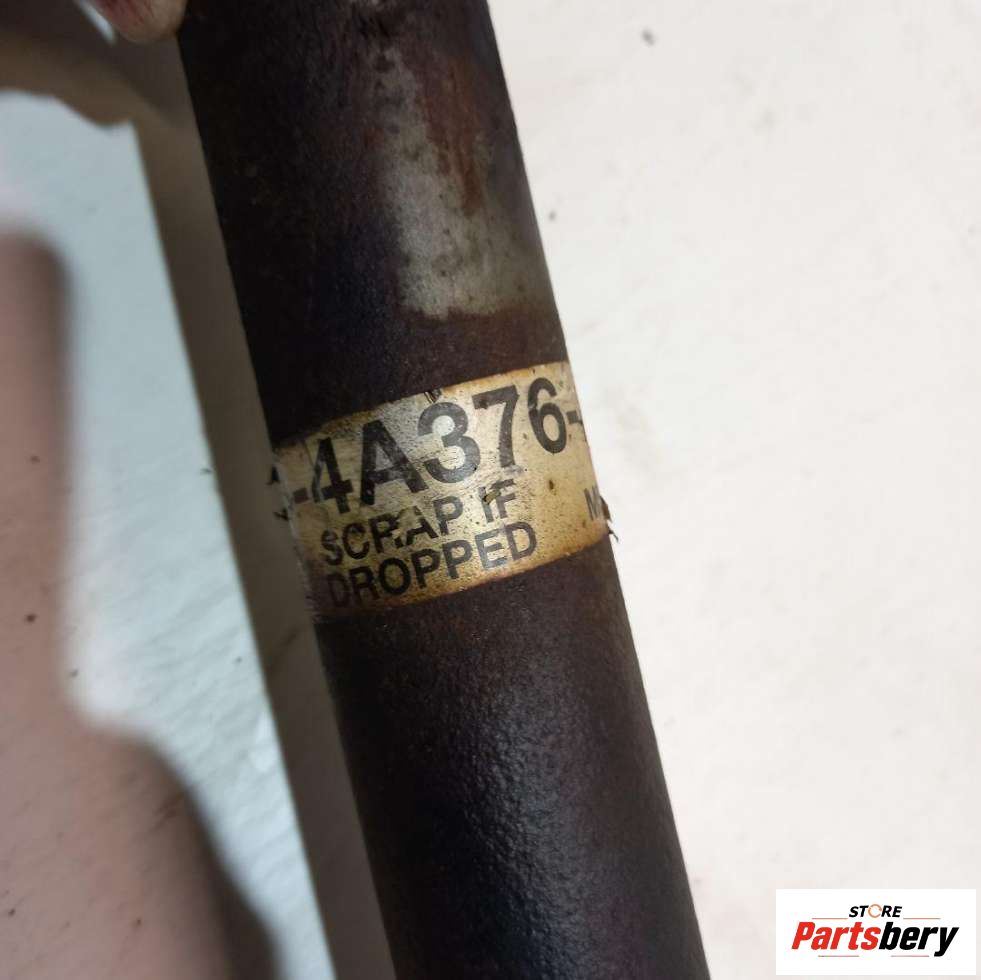 -4A376-
SCRAP IF
DROPPED
M
STORE
Partsbery